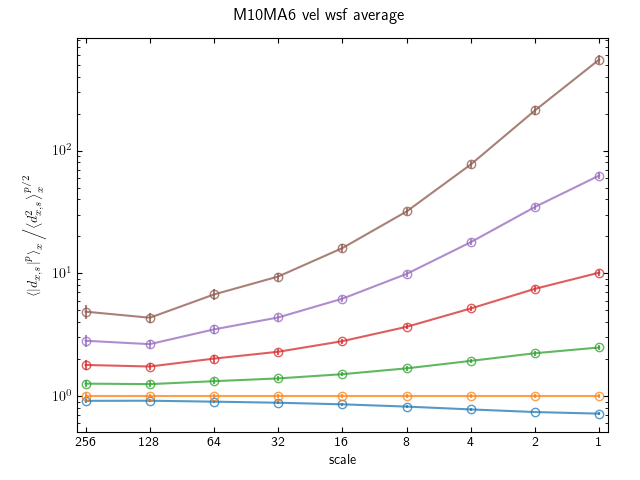 M10MA6 vel wsf average
⟨|d_{x,s}|^p⟩_x / ⟨d_{x,s}^2⟩_x^{p/2}
10^2
10^1
10^0
256 128 64 32 16 8 4 2 1
scale